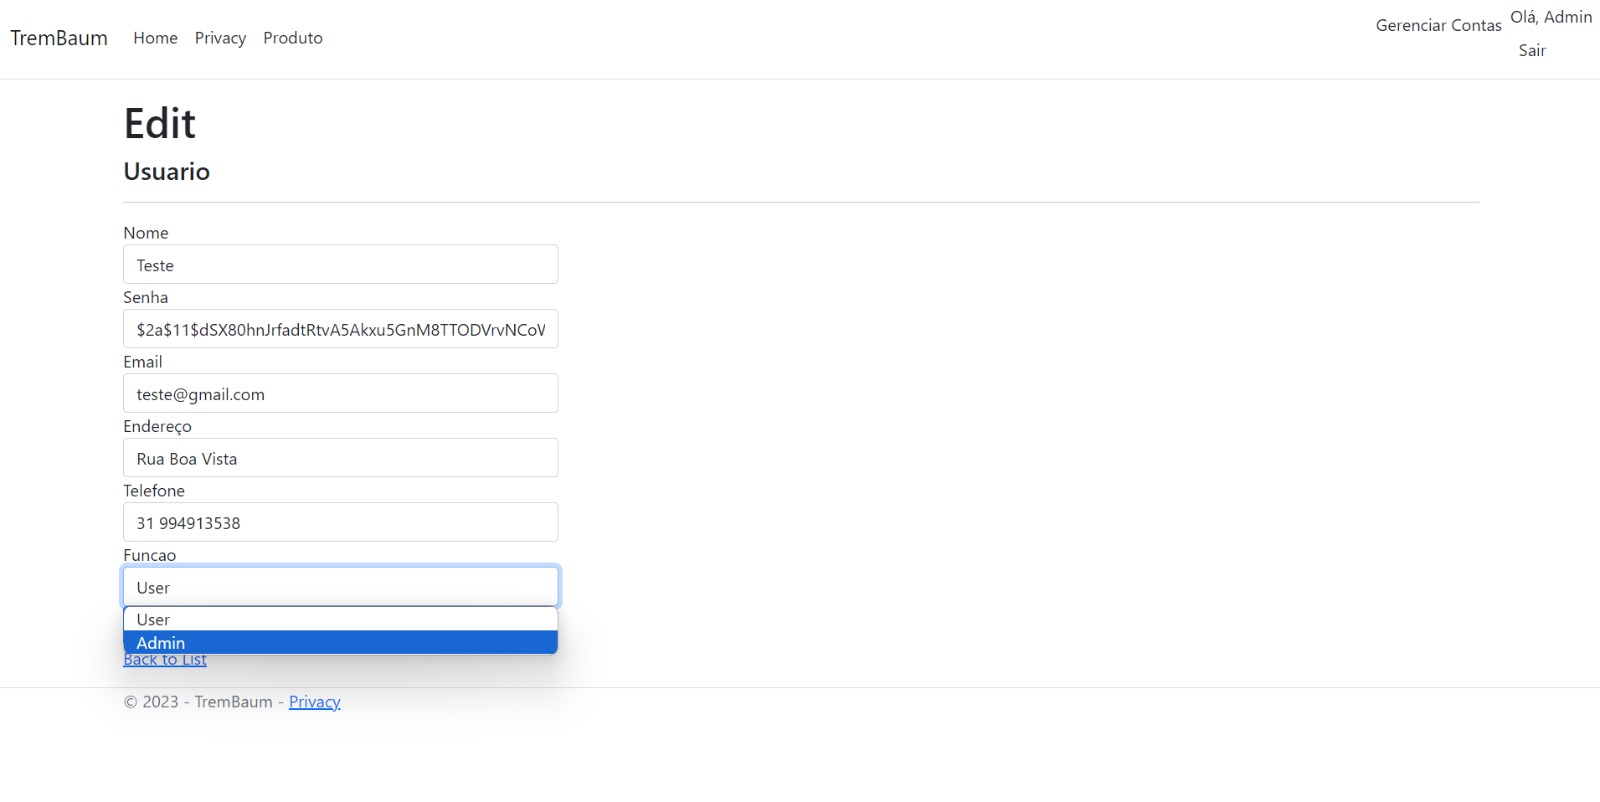 TremBaum Home Privacy Produto Gerenciar Contas Olá, Admin
Sair
Edit
Usuario
Nome
Teste
Senha
$2a$11$dSX80hnJrfadtRtvA5Akxu5GnM8TTODVrvNCoV
Email
teste@gmail.com
Endereço
Rua Boa Vista
Telefone
31 994913538
Funcao
User
User
Admin
Back to List
© 2023 - TremBaum - Privacy